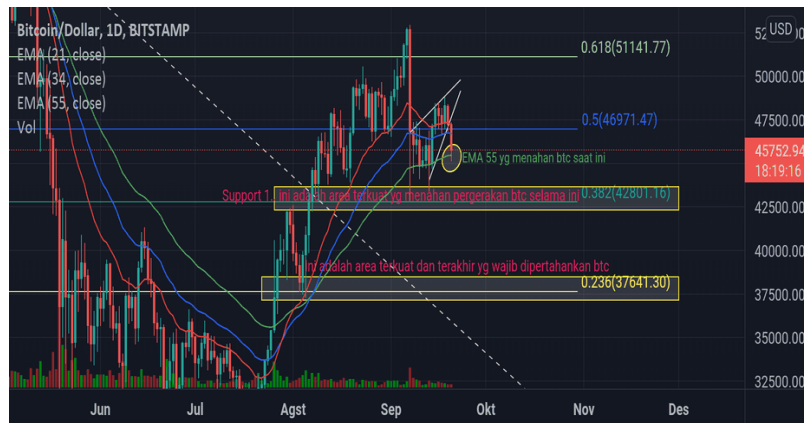 Bitcoin/Dollar, 1D, BITSTAMP
USD
EMA (21, close)
EMA (34, close)
EMA (55, close)
Vol
0.618(51141.77)
50000.00
0.5(46971.47)
47500.00
45752.94
18:19:16
EMA 55 yg menahan btc saat ini
Support 1, ini adalah area terkuat yg menahan pergerakan btc selama ini
0.382(42801.16)
42500.00
40000.00
Ini adalah area terkuat dan terakhir yg wajib dipertahankan btc
0.236(37641.30)
37500.00
35000.00
32500.00
Jun Jul Agst Sep Okt Nov Des